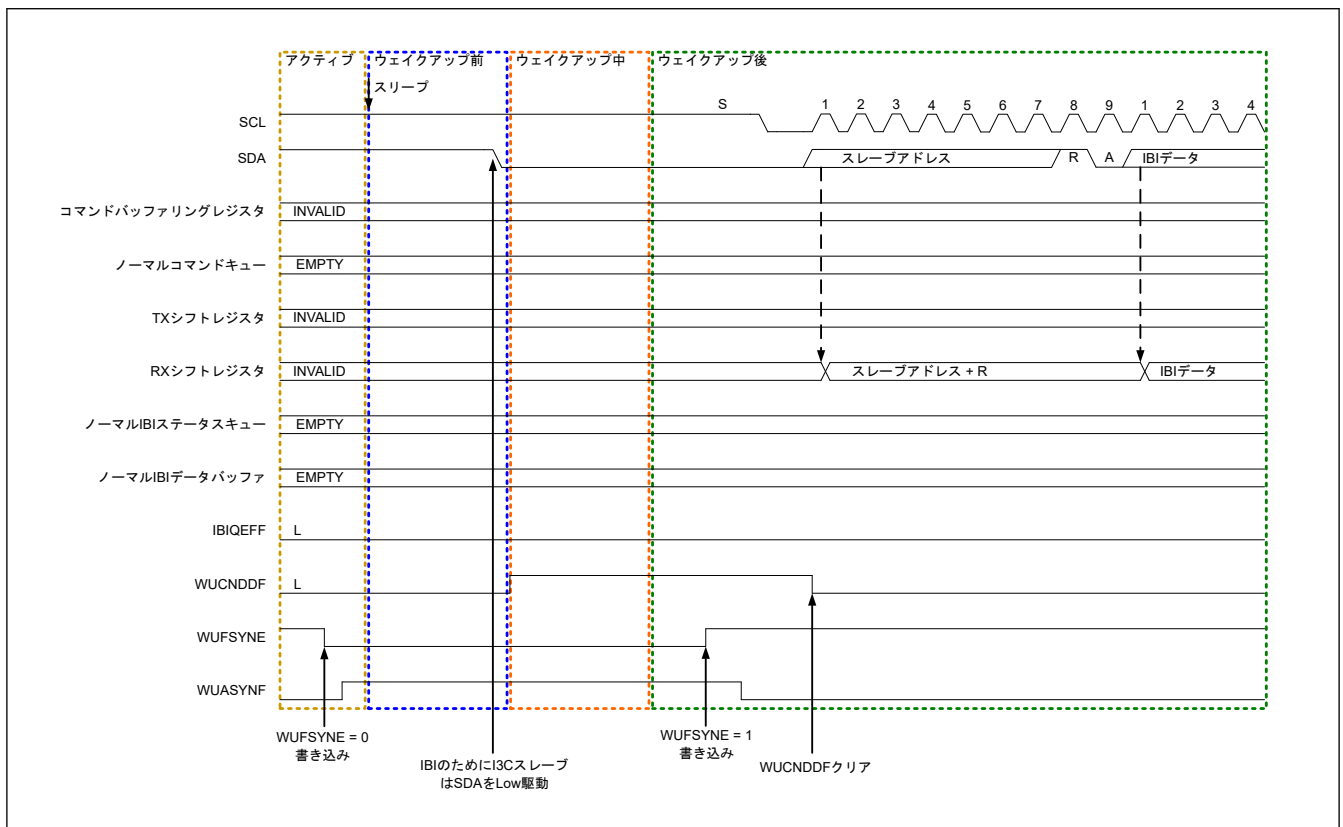 アクティブ ウェイクアップ前 ウェイクアップ中 ウェイクアップ後
スリープ
S 1 2 3 4 5 6 7 8 9 1 2 3 4
SCL
SDA スレーブアドレス R A IBIデータ
コマンドバッファリングレジスタ INVALID
ノーマルコマンドキュー EMPTY
TXシフトレジスタ INVALID
RXシフトレジスタ INVALID スレーブアドレス + R IBIデータ
ノーマルIBIステータスキュー EMPTY
ノーマルIBIデータバッファ EMPTY
IBIQEFF L
WUCNDDF L
WUFSYNE
WUASYNF
WUFSYNE = 0
書き込み
IBIのためにI3Cスレーブ
はSDAをLow駆動
WUFSYNE = 1
書き込み
WUCNDDFクリア